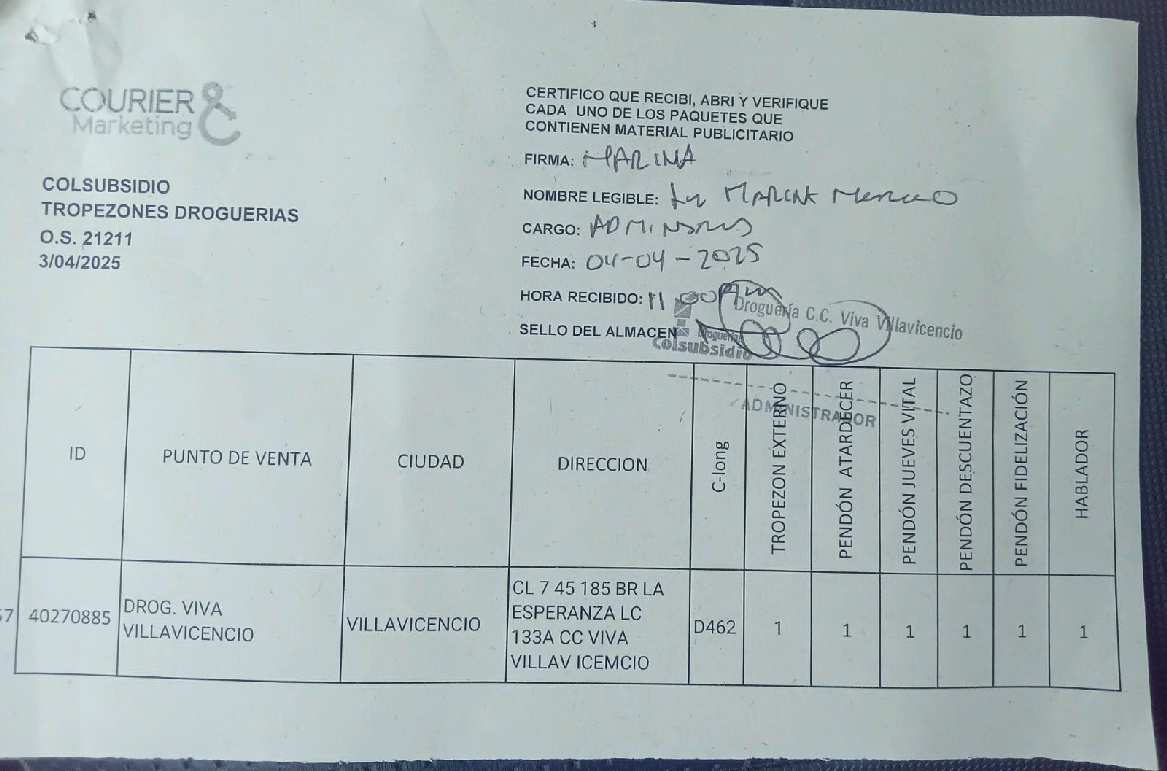 COURIER &
Marketing
COLSUBSIDIO
TROPEZONES DROGUERIAS
O.S. 21211
3/04/2025
CERTIFICO QUE RECIBI, ABRI Y VERIFIQUE
CADA UNO DE LOS PAQUETES QUE
CONTIENEN MATERIAL PUBLICITARIO
FIRMA: MARINA
NOMBRE LEGIBLE: MARINA
CARGO:
FECHA: 04-04-2025
HORA RECIBIDO: 11
SELLO DEL ALMACEN
Droguería C.C. Viva Villavicencio
Droguerías
Colsubsidio
ADMINISTRADOR
ID
PUNTO DE VENTA
CIUDAD
DIRECCION
C-long
TROPEZON EXTERNO
PENDÓN ATARDECER
PENDÓN JUEVES VITAL
PENDÓN DESCUENTAZO
PENDÓN FIDELIZACIÓN
HABLADOR
40270885
DROG. VIVA
VILLAVICENCIO
VILLAVICENCIO
CL 7 45 185 BR LA
ESPERANZA LC
133A CC VIVA
VILLAV ICEMCIO
D462
1
1
1
1
1
1